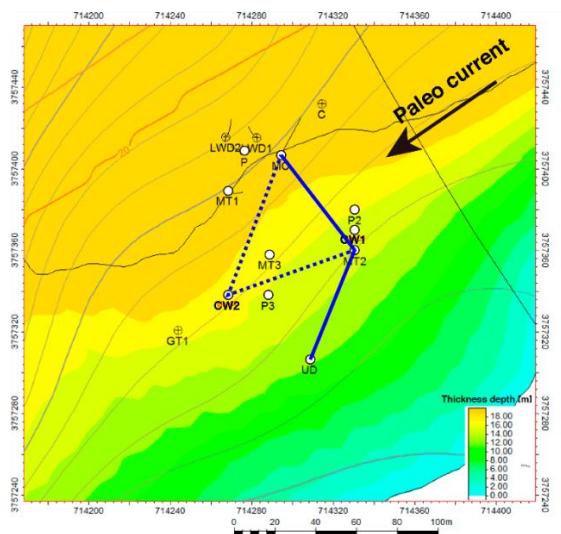 714200 714240 714280 714320 714360 714400
3757440 3757440
Paleo current
C
LWD2 WD1
P
3757400 3757400
MC
20
MT1
P2
CW1
3757360 3757360
MT3 MT2
CW2 P3
3757320 3757320
GT1
UD
Thickness depth [m]
18.00
16.00
14.00
12.00
10.00
8.00
6.00
4.00
2.00
0.00
3757280 3757280
3757240 3757240
714200 714240 714280 714320 714360 714400
0 20 40 60 80 100m